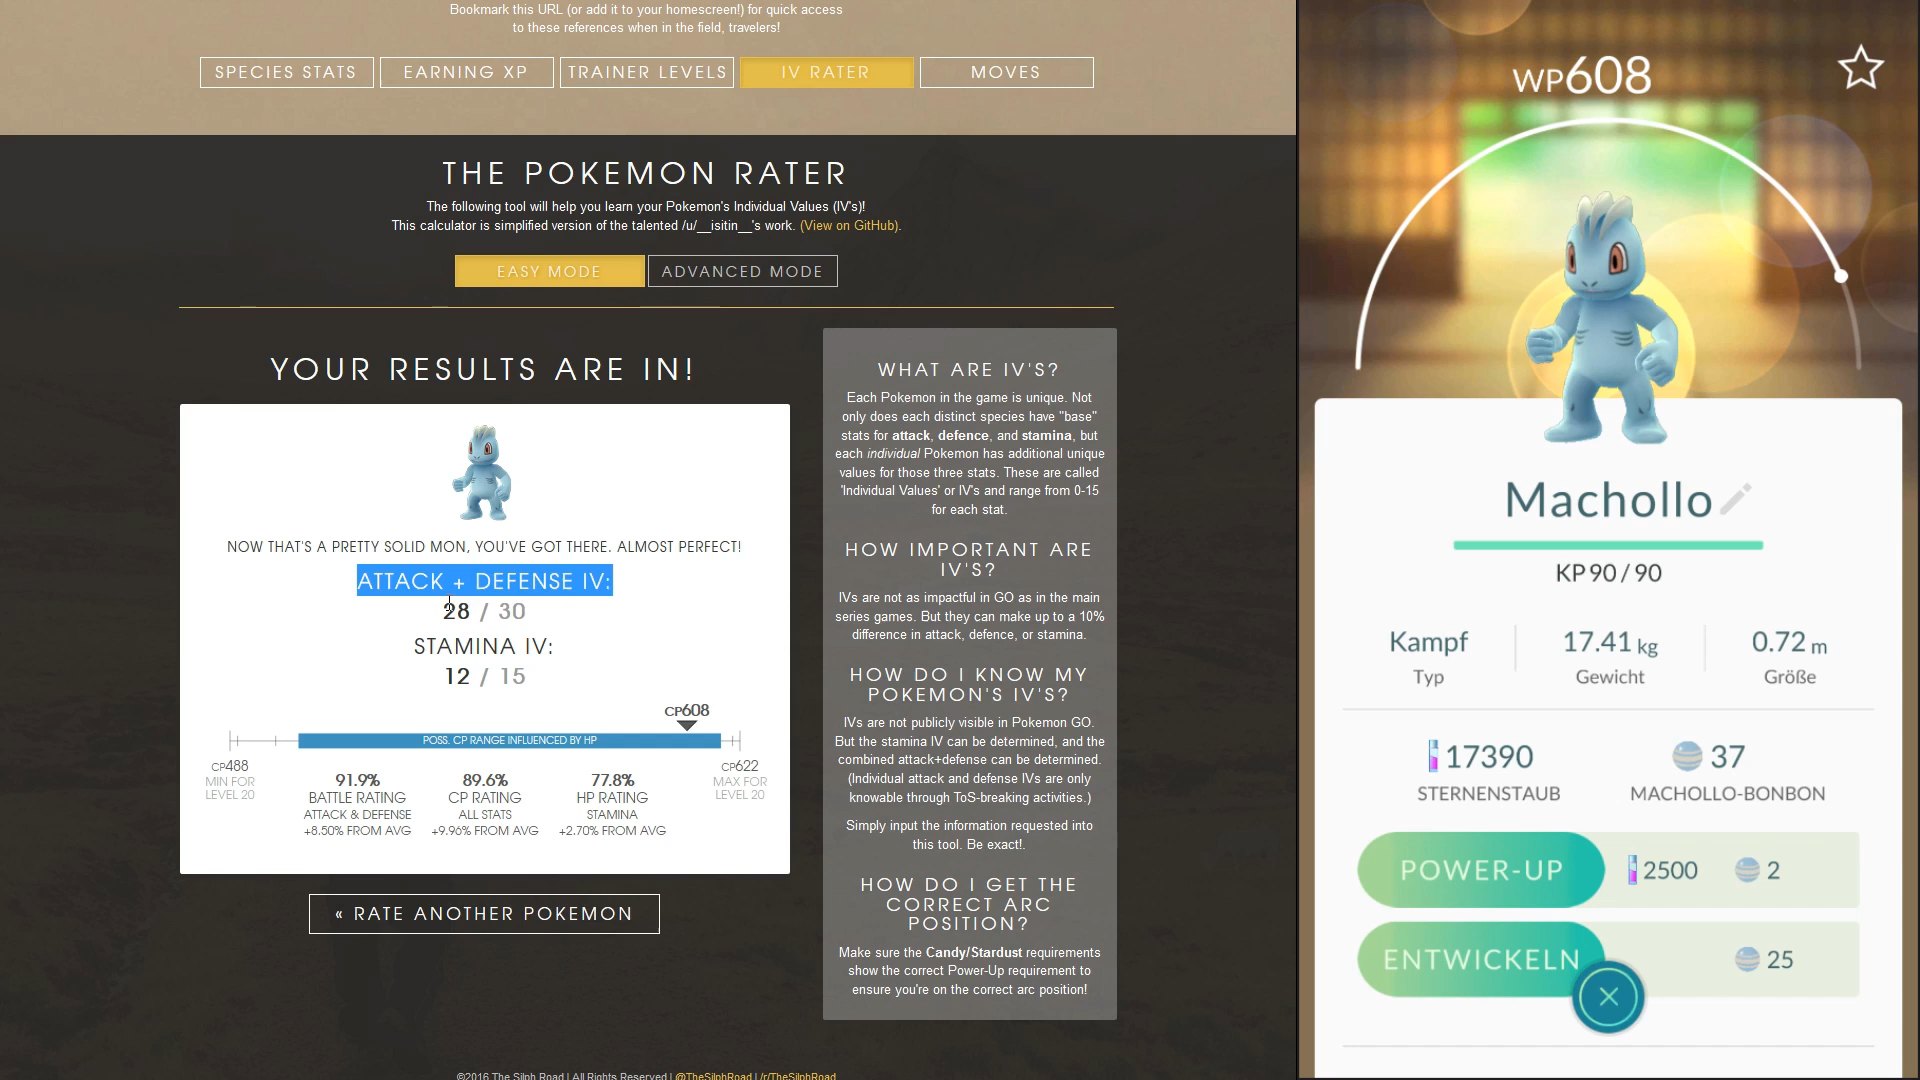 Bookmark this URL (or add it to your homescreen!) for quick access
to these references when in the field, travelers!
SPECIES STATS
EARNING XP
TRAINER LEVELS
IV RATER
MOVES
THE POKEMON RATER
The following tool will help you learn your Pokemon's Individual Values (IV's)!
This calculator is simplified version of the talented /u/__isitin__'s work. (View on GitHub).
EASY MODE
ADVANCED MODE
YOUR RESULTS ARE IN!
NOW THAT'S A PRETTY SOLID MON, YOU'VE GOT THERE. ALMOST PERFECT!
ATTACK + DEFENSE IV:
28 / 30
STAMINA IV:
12 / 15
CP608
POSS. CP RANGE INFLUENCED BY HP
CP488
MIN FOR
LEVEL 20
CP622
MAX FOR
LEVEL 20
91.9%
BATTLE RATING
ATTACK & DEFENSE
+8.50% FROM AVG
89.6%
CP RATING
ALL STATS
+9.96% FROM AVG
77.8%
HP RATING
STAMINA
+2.70% FROM AVG
« RATE ANOTHER POKEMON
WHAT ARE IV'S?
Each Pokemon in the game is unique. Not
only does each distinct species have "base"
stats for attack, defence, and stamina, but
each individual Pokemon has additional unique
values for those three stats. These are called
'Individual Values' or IV's and range from 0-15
for each stat.
HOW IMPORTANT ARE
IV'S?
IVs are not as impactful in GO as in the main
series games. But they can make up to a 10%
difference in attack, defence, or stamina.
HOW DO I KNOW MY
POKEMON'S IV'S?
IVs are not publicly visible in Pokemon GO.
But the stamina IV can be determined, and the
combined attack+defense can be determined.
(Individual attack and defense IVs are only
knowable through ToS-breaking activities.)
Simply input the information requested into
this tool. Be exact!.
HOW DO I GET THE
CORRECT ARC
POSITION?
Make sure the Candy/Stardust requirements
show the correct Power-Up requirement to
ensure you're on the correct arc position!
©2016 The Silph Road | All Rights Reserved | @TheSilphRoad | /r/TheSilphRoad
WP608
Machollo
KP 90 / 90
Kampf
Typ
17.41 kg
Gewicht
0.72 m
Größe
17390
STERNENSTAUB
37
MACHOLLO-BONBON
POWER-UP
2500
2
ENTWICKELN
25